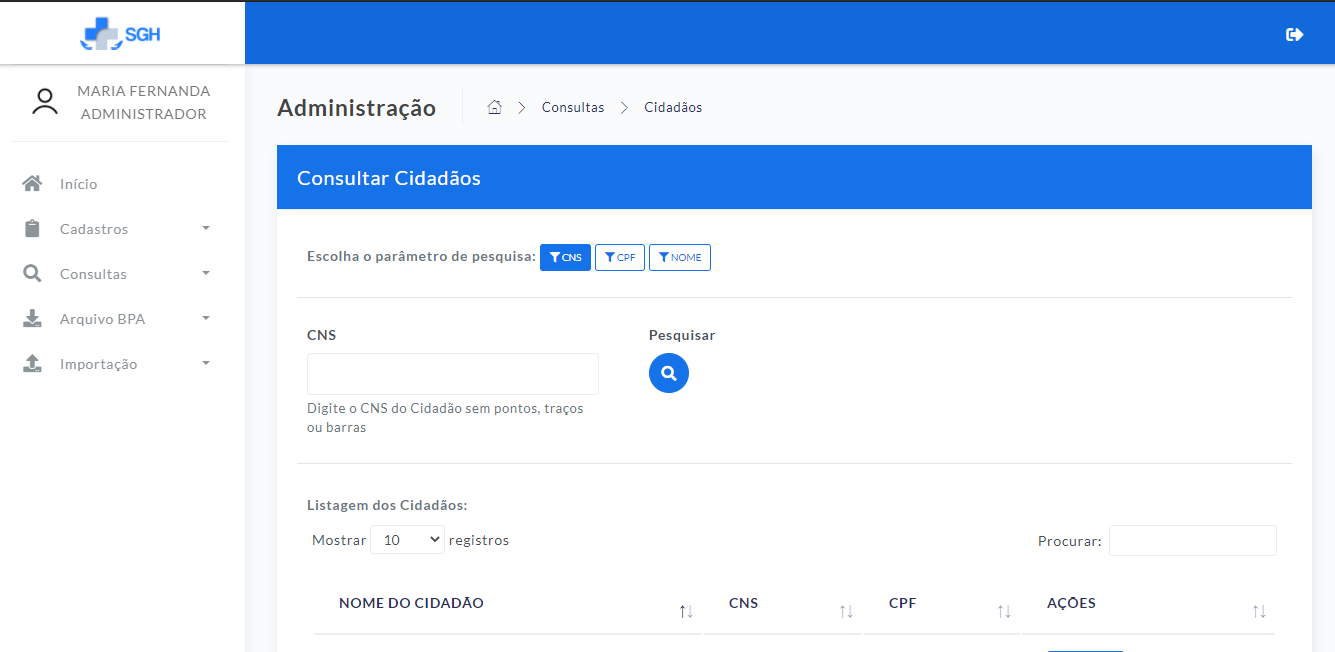 SGH
MARIA FERNANDA
ADMINISTRADOR
Início
Cadastros
Consultas
Arquivo BPA
Importação
Administração
Consultas
Cidadãos
Consultar Cidadãos
Escolha o parâmetro de pesquisa: CNS CPF NOME
CNS
Pesquisar
Digite o CNS do Cidadão sem pontos, traços
ou barras
Listagem dos Cidadãos:
Mostrar 10 registros
Procurar:
NOME DO CIDADÃO
CNS
CPF
AÇÕES